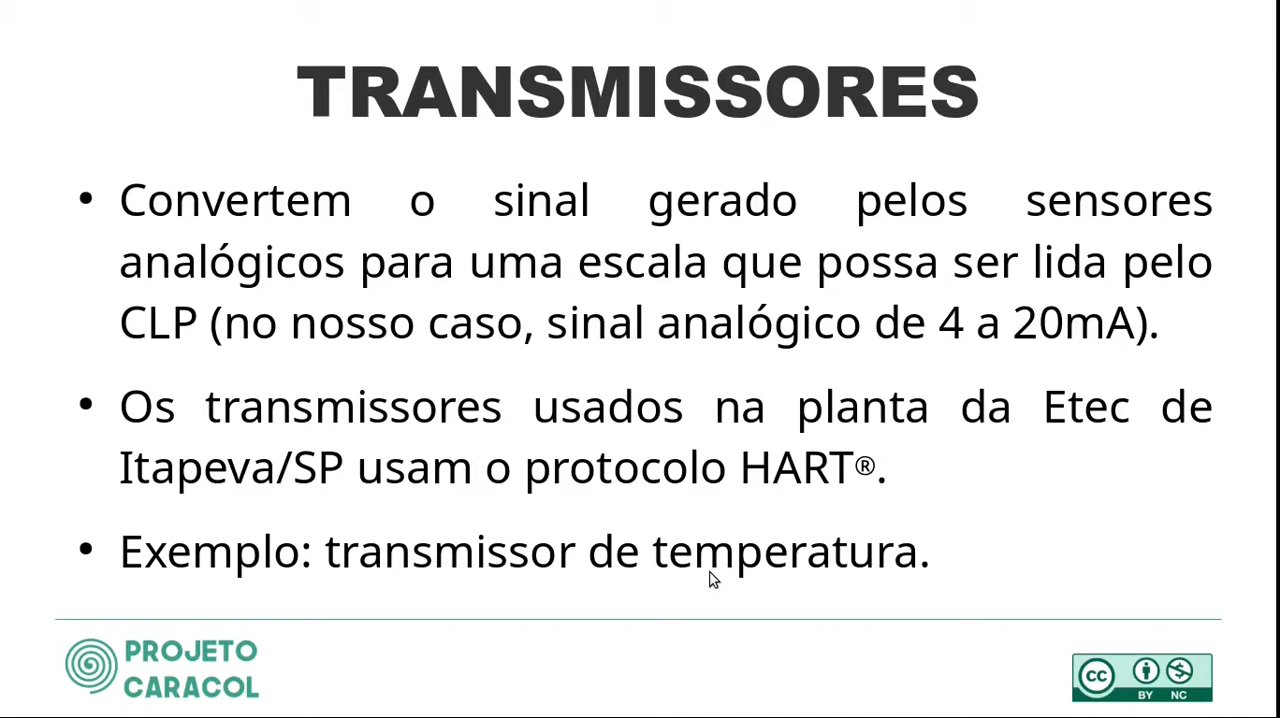 TRANSMISSORES
• Convertem o sinal gerado pelos sensores
analógicos para uma escala que possa ser lida pelo
CLP (no nosso caso, sinal analógico de 4 a 20mA).
• Os transmissores usados na planta da Etec de
Itapeva/SP usam o protocolo HART®.
• Exemplo: transmissor de temperatura.
PROJETO
CARACOL
cc
BY NC